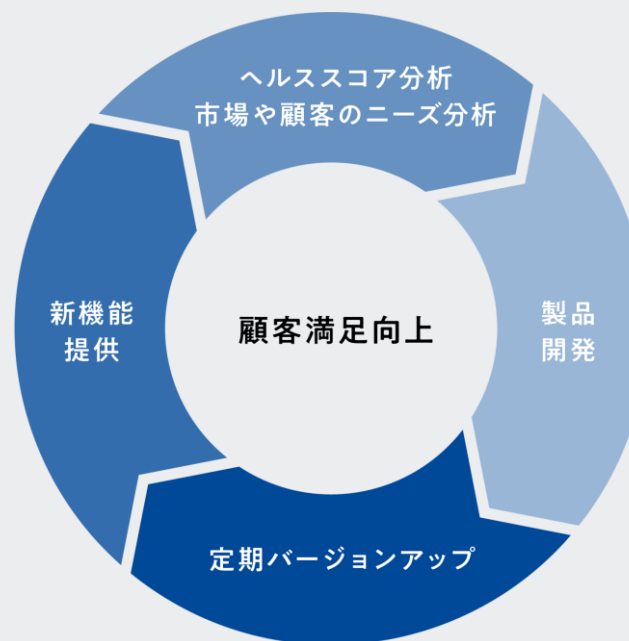 ヘルススコア分析
市場や顧客のニーズ分析
新機能
提供
顧客満足向上
製品
開発
定期バージョンアップ